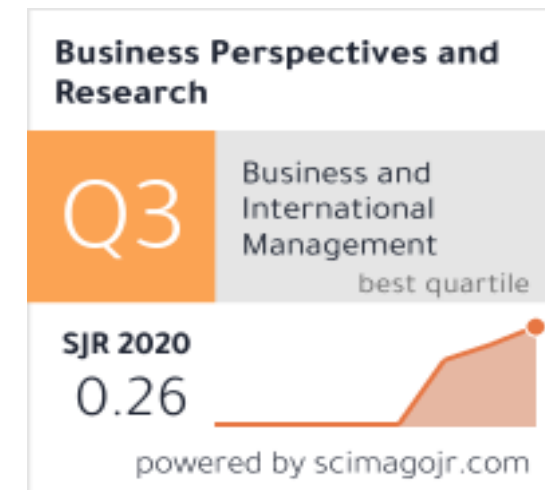 Business Perspectives and
Research
Q3
Business and
International
Management
best quartile
SJR 2020
0.26
powered by scimagojr.com